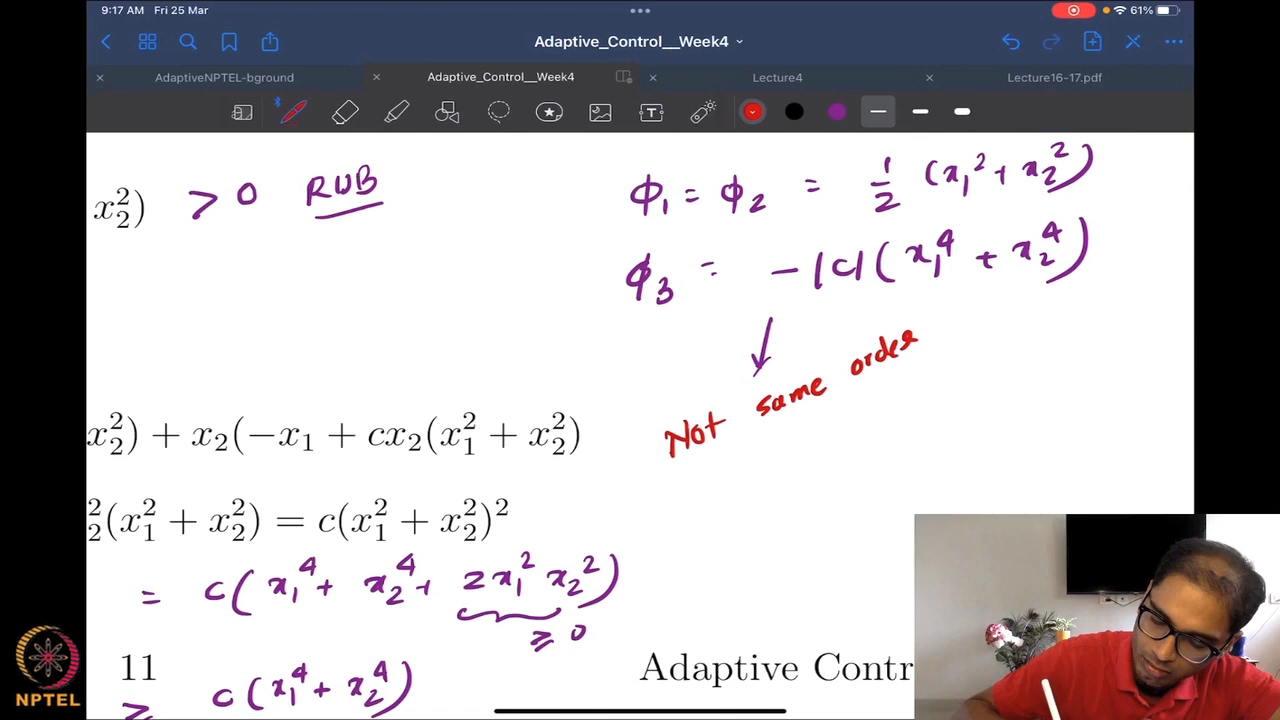 9:17 AM Fri 25 Mar
61%
Adaptive_Control__Week4
AdaptiveNPTEL-bground
Adaptive_Control__Week4
Lecture4
Lecture16-17.pdf
x_2^2) > 0 RUB
ϕ_1 = ϕ_2 = 1/2 (x_1^2 + x_2^2)
ϕ_3 = -|c|(x_1^4 + x_2^4)
Not same order
x_2^2) + x_2(−x_1 + cx_2(x_1^2 + x_2^2)
_2^2(x_1^2 + x_2^2) = c(x_1^2 + x_2^2)^2
= c(x_1^4 + x_2^4 + 2x_1^2 x_2^2)
≥ 0
11
Adaptive Contr
≥ c(x_1^4 + x_2^4)
NPTEL